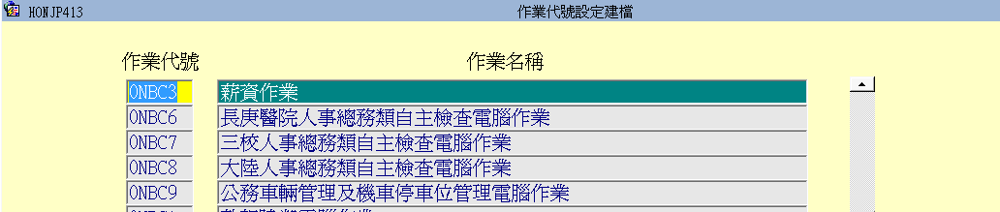 HONJP413 作業代號設定建檔
作業代號 作業名稱
0NBC3 薪資作業
0NBC6 長庚醫院人事總務類自主檢查電腦作業
0NBC7 三校人事總務類自主檢查電腦作業
0NBC8 大陸人事總務類自主檢查電腦作業
0NBC9 公務車輛管理及機車停車位管理電腦作業